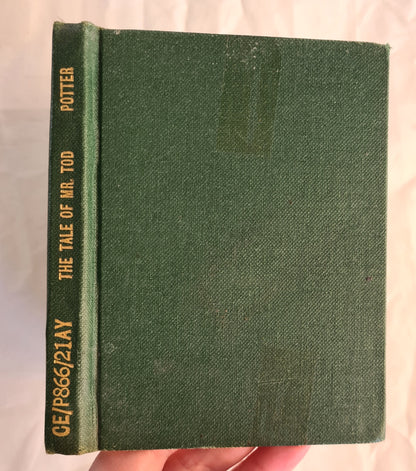 POTTER
THE TALE OF MR. TOD
CE/P866/21AY